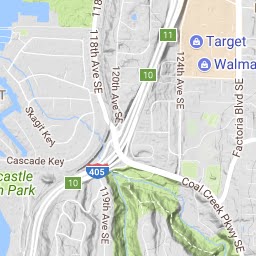 118th Ave SE
11
Target
Walma
10
120th Ave SE
124th Ave SE
Factoria Blvd SE
Skagit Key
Cascade Key
405
castle
n Park
10
119th Ave SE
Coal Creek Pkwy SE